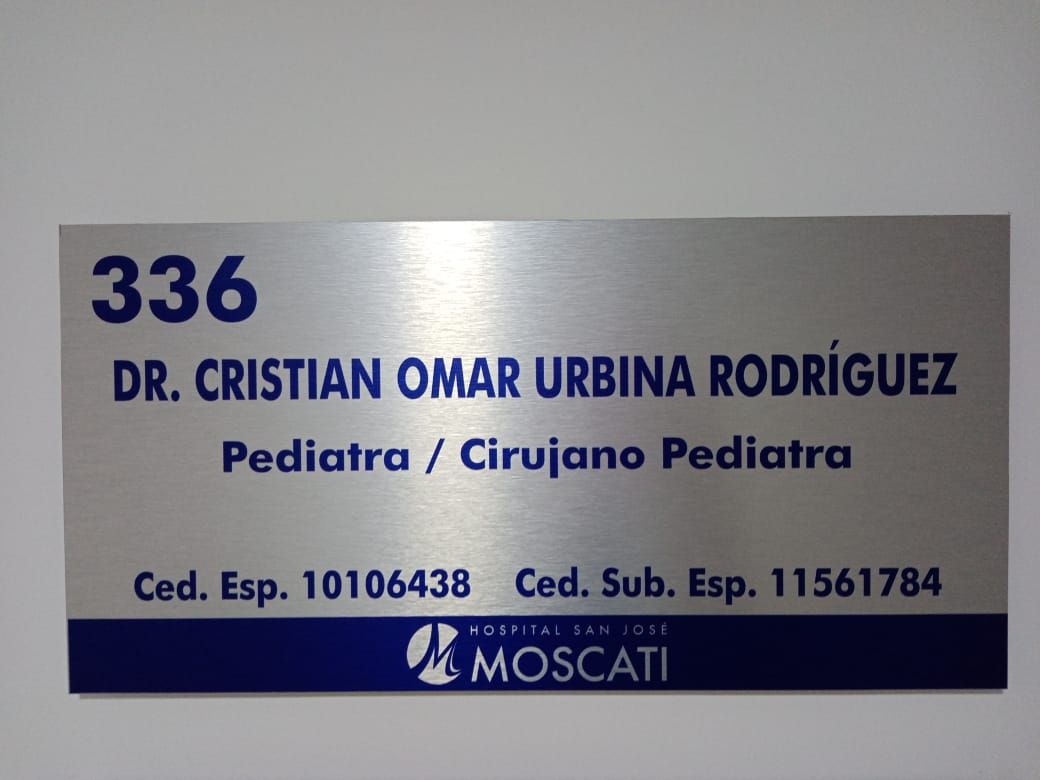 336
DR. CRISTIAN OMAR URBINA RODRÍGUEZ
Pediatra / Cirujano Pediatra
Ced. Esp. 10106438 Ced. Sub. Esp. 11561784
HOSPITAL SAN JOSÉ
MOSCATI